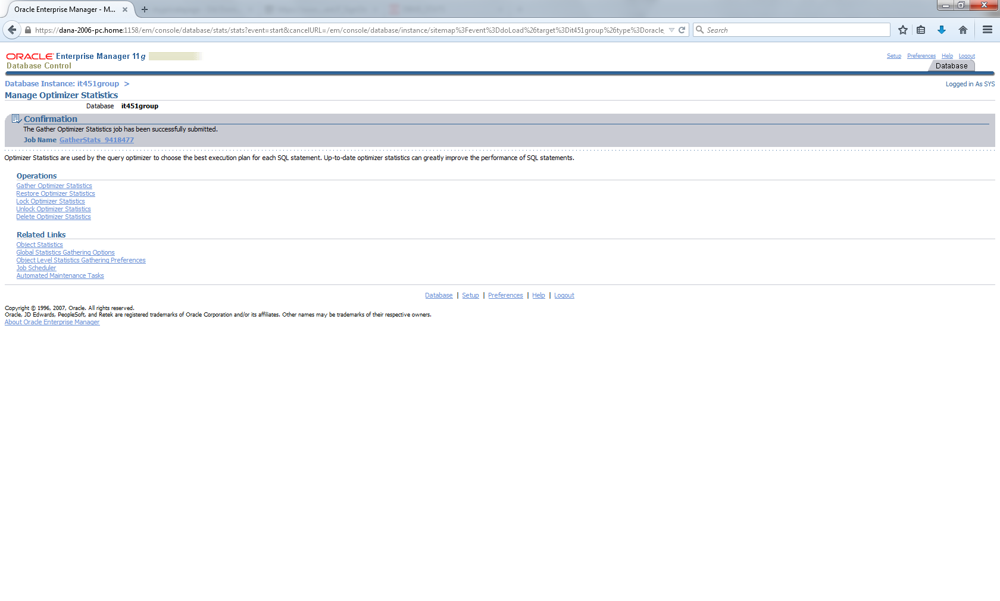 Oracle Enterprise Manager - M...
https://dana-2006-pc.home:1158/em/console/database/stats/stats?event=start&cancelURL=/em/console/database/instance/sitemap%3Fevent%3DdoLoad%26target%3Dit451group%26type%3Doracle_
Search
ORACLE Enterprise Manager 11g
Database Control
Setup Preferences Help Logout
Database
Database Instance: it451group >
Logged in As SYS
Manage Optimizer Statistics
Database it451group
Confirmation
The Gather Optimizer Statistics job has been successfully submitted.
Job Name GatherStats_9418477
Optimizer Statistics are used by the query optimizer to choose the best execution plan for each SQL statement. Up-to-date optimizer statistics can greatly improve the performance of SQL statements.
Operations
Gather Optimizer Statistics
Restore Optimizer Statistics
Lock Optimizer Statistics
Unlock Optimizer Statistics
Delete Optimizer Statistics
Related Links
Object Statistics
Global Statistics Gathering Options
Object Level Statistics Gathering Preferences
Job Scheduler
Automated Maintenance Tasks
Database | Setup | Preferences | Help | Logout
Copyright © 1996, 2007, Oracle. All rights reserved.
Oracle, JD Edwards, PeopleSoft, and Retek are registered trademarks of Oracle Corporation and/or its affiliates. Other names may be trademarks of their respective owners.
About Oracle Enterprise Manager